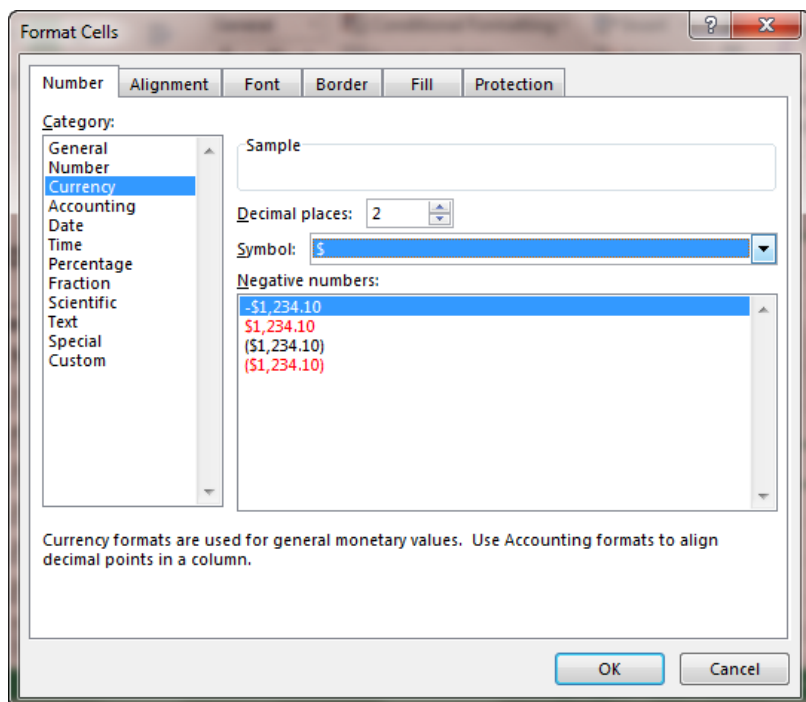 Format Cells
Number Alignment Font Border Fill Protection
Category:
General
Number
Currency
Accounting
Date
Time
Percentage
Fraction
Scientific
Text
Special
Custom
Sample
Decimal places: 2
Symbol: $
Negative numbers:
-$1,234.10
$1,234.10
($1,234.10)
($1,234.10)
Currency formats are used for general monetary values. Use Accounting formats to align
decimal points in a column.
OK Cancel